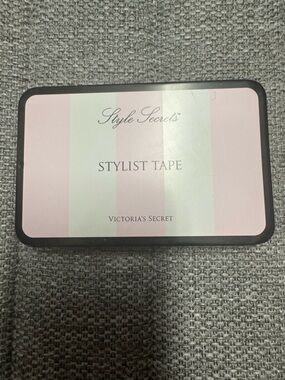 Style Secrets
STYLIST TAPE
VICTORIA'S SECRET